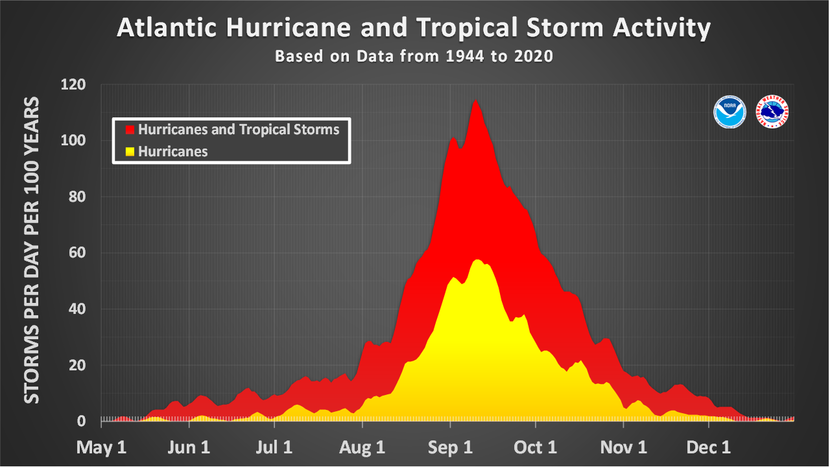 Atlantic Hurricane and Tropical Storm Activity
Based on Data from 1944 to 2020
STORMS PER DAY PER 100 YEARS
120
100
80
60
40
20
0
Hurricanes and Tropical Storms
Hurricanes
NOAA
May 1 Jun 1 Jul 1 Aug 1 Sep 1 Oct 1 Nov 1 Dec 1